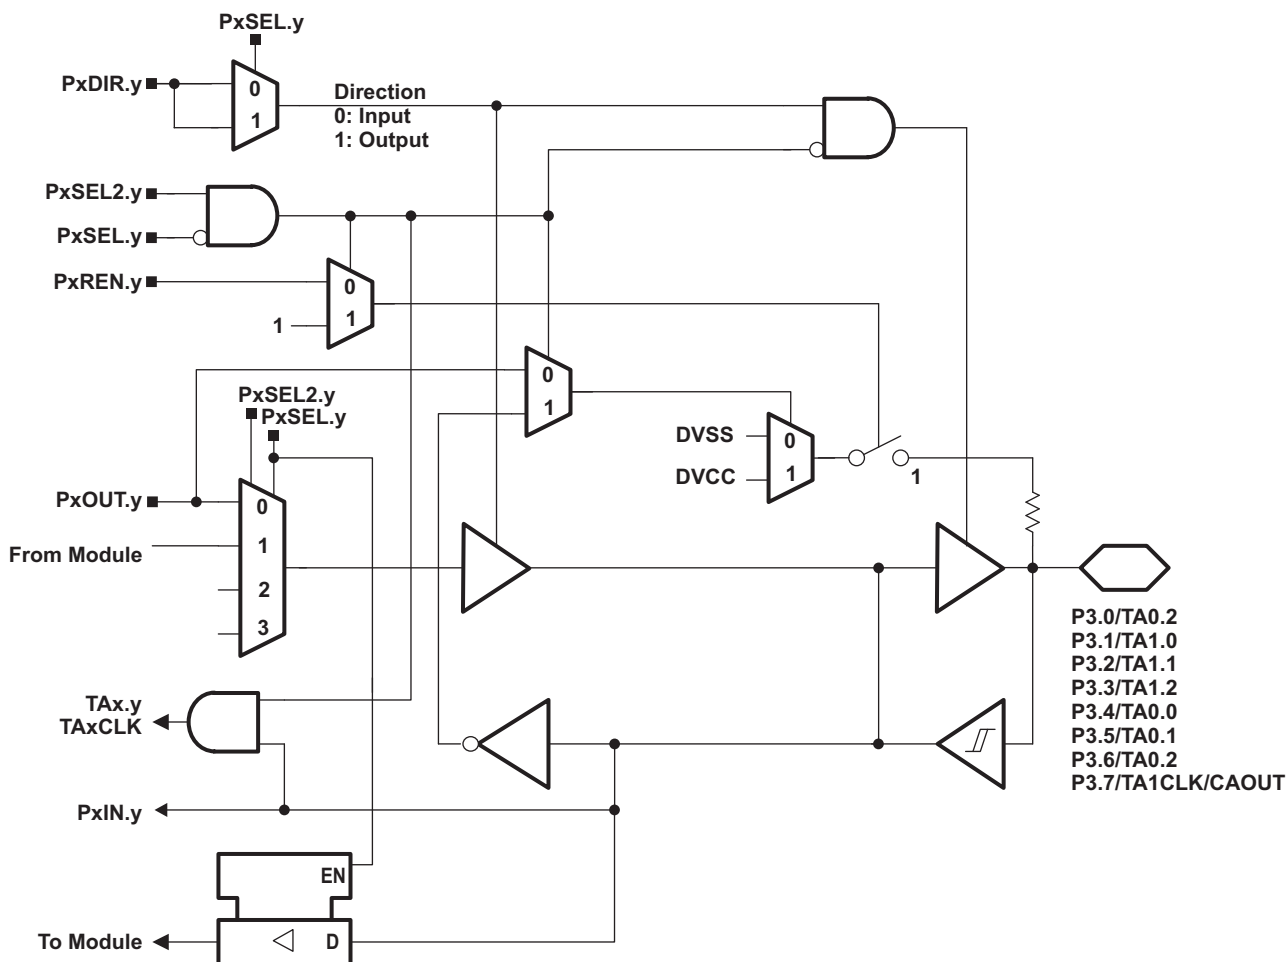 PxSEL.y
PxDIR.y
0
1
Direction
0: Input
1: Output
PxSEL2.y
PxSEL.y
PxREN.y
0
1
1
0
1
PxSEL2.y
PxSEL.y
DVSS
DVCC
0
1
1
PxOUT.y
From Module
0
1
2
3
P3.0/TA0.2
P3.1/TA1.0
P3.2/TA1.1
P3.3/TA1.2
P3.4/TA0.0
P3.5/TA0.1
P3.6/TA0.2
P3.7/TA1CLK/CAOUT
TAx.y
TAxCLK
PxIN.y
EN
To Module
D